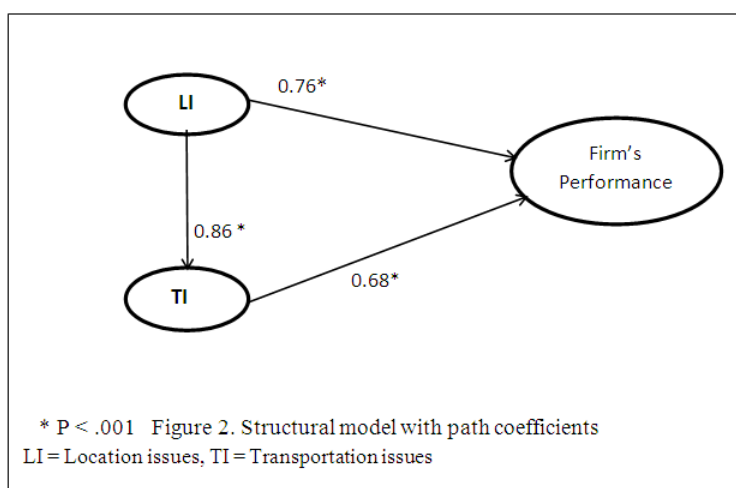 LI
0.76*
Firm's
Performance
0.86 *
TI
0.68*
* P < .001   Figure 2. Structural model with path coefficients
LI = Location issues, TI = Transportation issues